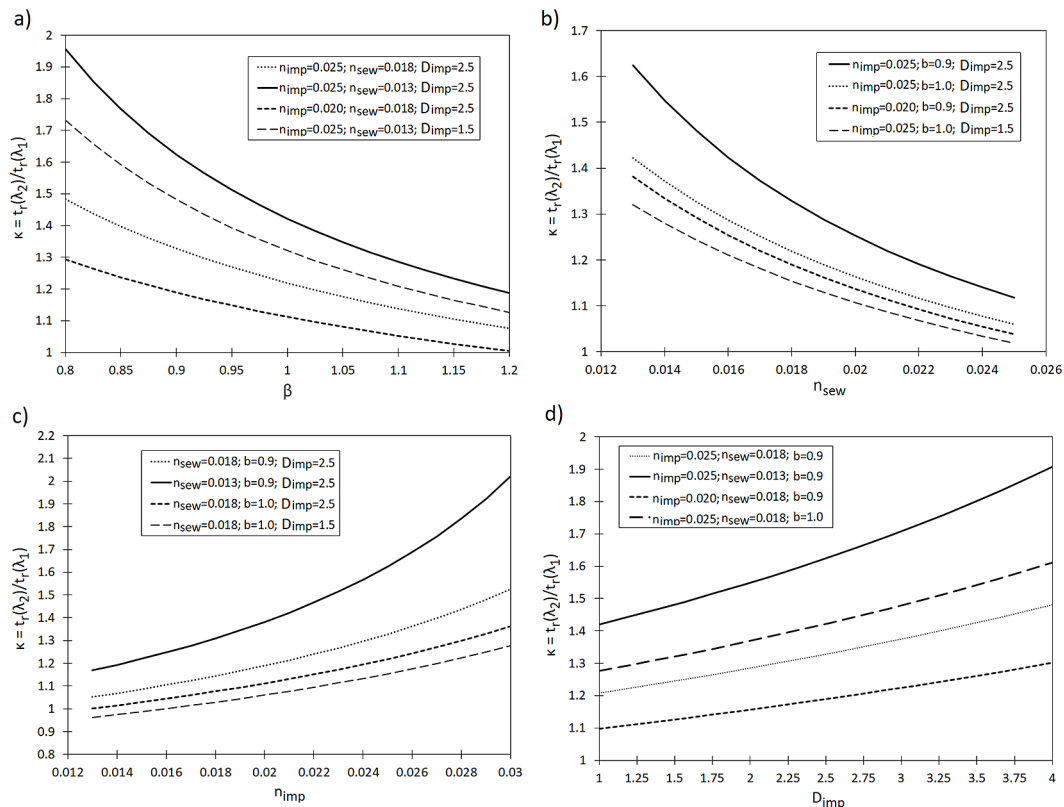 a)
κ = tr(λ2)/tr(λ1)
2
1.9
1.8
1.7
1.6
1.5
1.4
1.3
1.2
1.1
1
nimp=0.025; nsew=0.018; Dimp=2.5
nimp=0.025; nsew=0.013; Dimp=2.5
nimp=0.020; nsew=0.018; Dimp=2.5
nimp=0.025; nsew=0.013; Dimp=1.5
0.8 0.85 0.9 0.95 1 1.05 1.1 1.15 1.2
β
b)
κ = tr(λ2)/tr(λ1)
1.7
1.6
1.5
1.4
1.3
1.2
1.1
1
nimp=0.025; b=0.9; Dimp=2.5
nimp=0.025; b=1.0; Dimp=2.5
nimp=0.020; b=0.9; Dimp=2.5
nimp=0.025; b=1.0; Dimp=1.5
0.012 0.014 0.016 0.018 0.02 0.022 0.024 0.026
nsew
c)
κ = tr(λ2)/tr(λ1)
2.2
2.1
2
1.9
1.8
1.7
1.6
1.5
1.4
1.3
1.2
1.1
1
0.9
0.8
nsew=0.018; b=0.9; Dimp=2.5
nsew=0.013; b=0.9; Dimp=2.5
nsew=0.018; b=1.0; Dimp=2.5
nsew=0.018; b=1.0; Dimp=1.5
0.012 0.014 0.016 0.018 0.02 0.022 0.024 0.026 0.028 0.03
nimp
d)
κ = tr(λ2)/tr(λ1)
2
1.9
1.8
1.7
1.6
1.5
1.4
1.3
1.2
1.1
1
nimp=0.025; nsew=0.018; b=0.9
nimp=0.025; nsew=0.013; b=0.9
nimp=0.020; nsew=0.018; b=0.9
nimp=0.025; nsew=0.018; b=1.0
1 1.25 1.5 1.75 2 2.25 2.5 2.75 3 3.25 3.5 3.75 4
Dimp